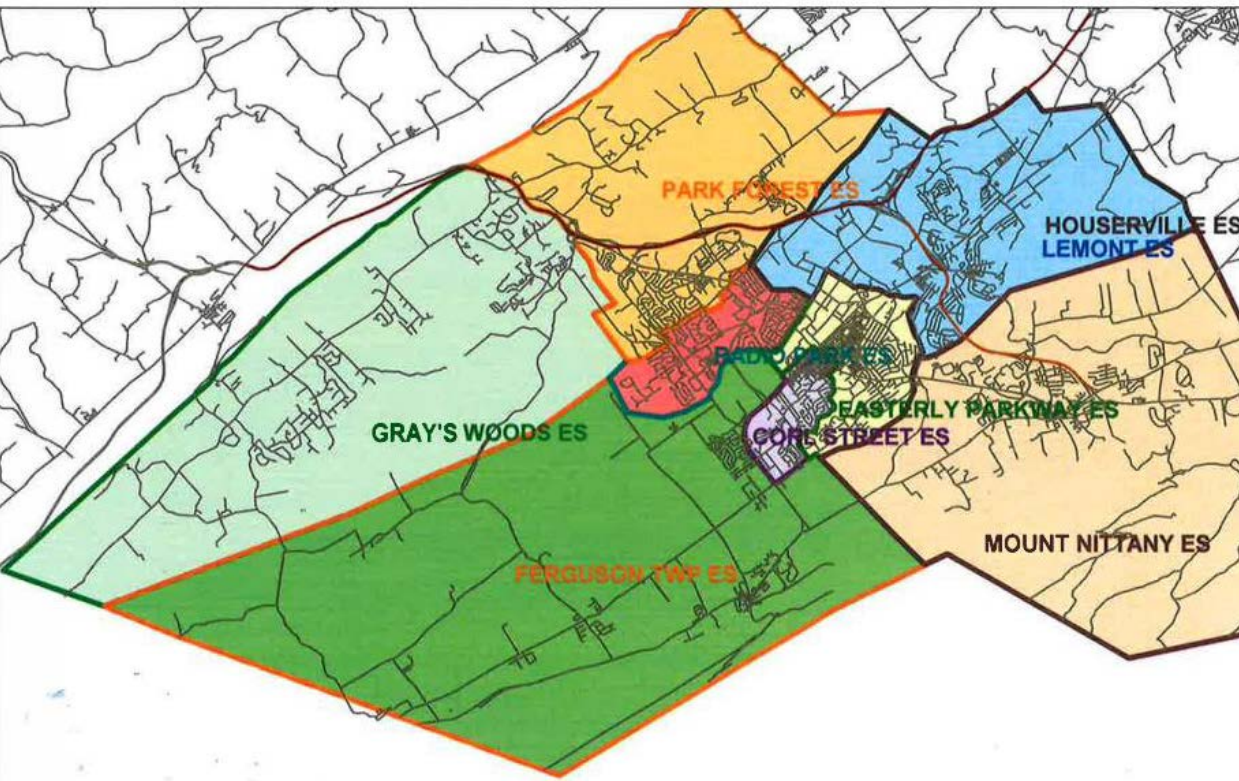 PARK FOREST ES
HOUSERVILLE ES
LEMONT ES
RADIO PARK ES
EASTERLY PARKWAY ES
GRAY'S WOODS ES
CORL STREET ES
MOUNT NITTANY ES
FERGUSON TWP ES